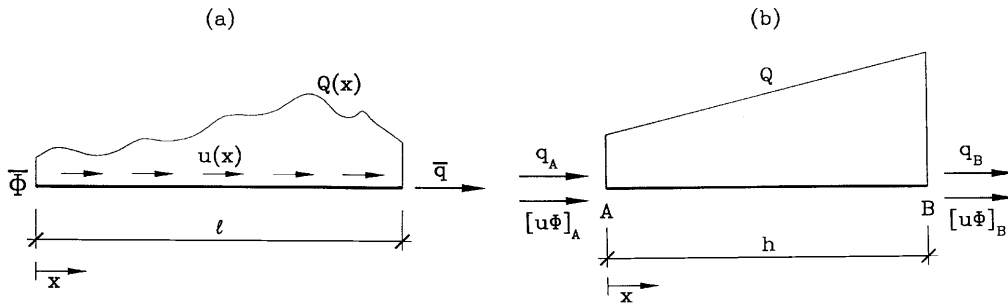 (a)
Q(x)
u(x)
Φ̅
q̅
ℓ
x
(b)
Q
q_A
q_B
A
B
[uΦ]_A
[uΦ]_B
h
x